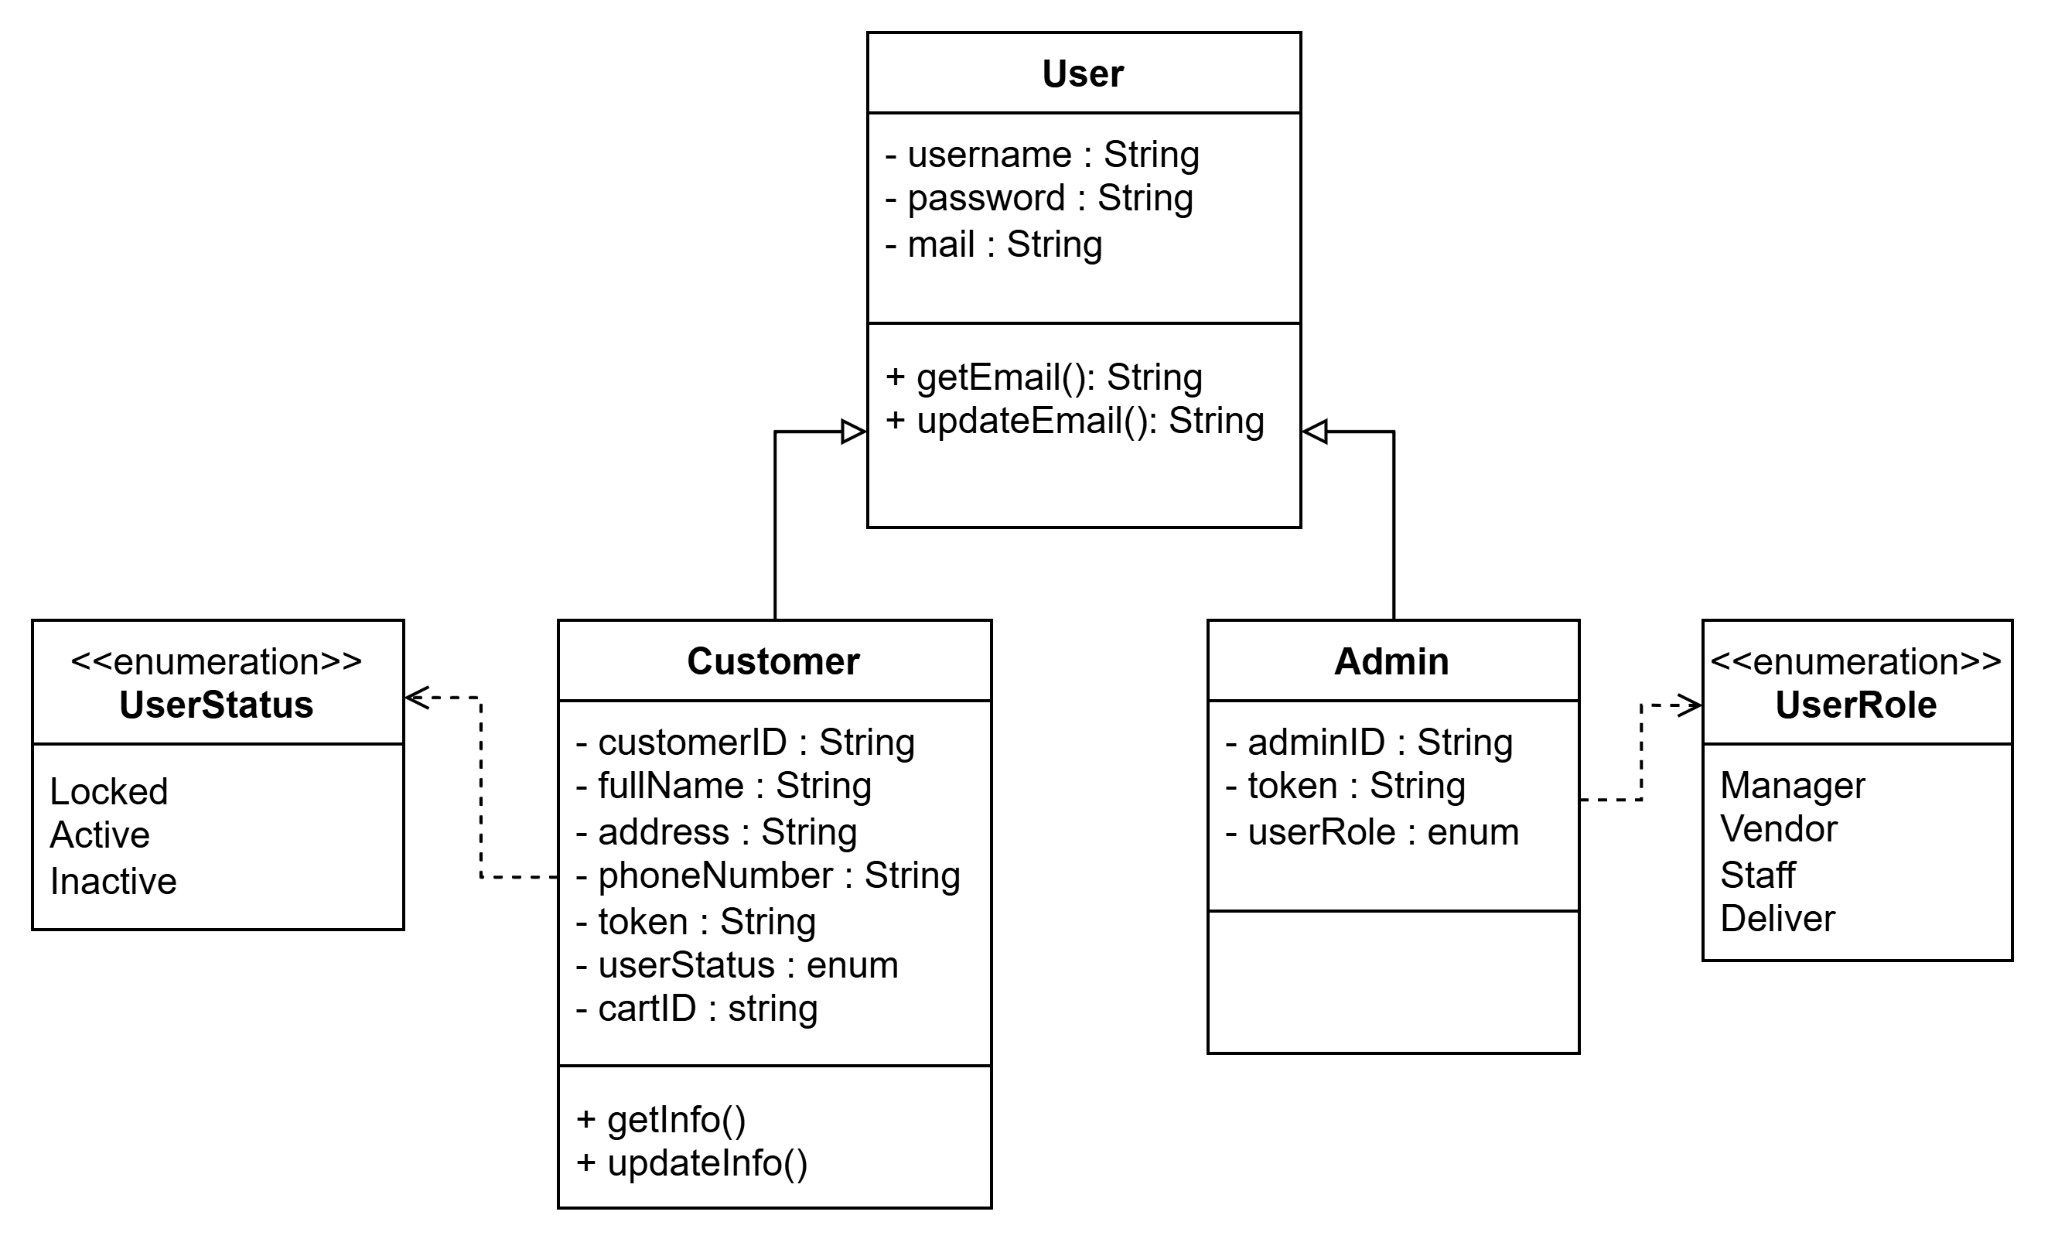 User
- username : String
- password : String
- mail : String
+ getEmail(): String
+ updateEmail(): String
<<enumeration>>
UserStatus
Locked
Active
Inactive
Customer
- customerID : String
- fullName : String
- address : String
- phoneNumber : String
- token : String
- userStatus : enum
- cartID : string
+ getInfo()
+ updateInfo()
Admin
- adminID : String
- token : String
- userRole : enum
<<enumeration>>
UserRole
Manager
Vendor
Staff
Deliver